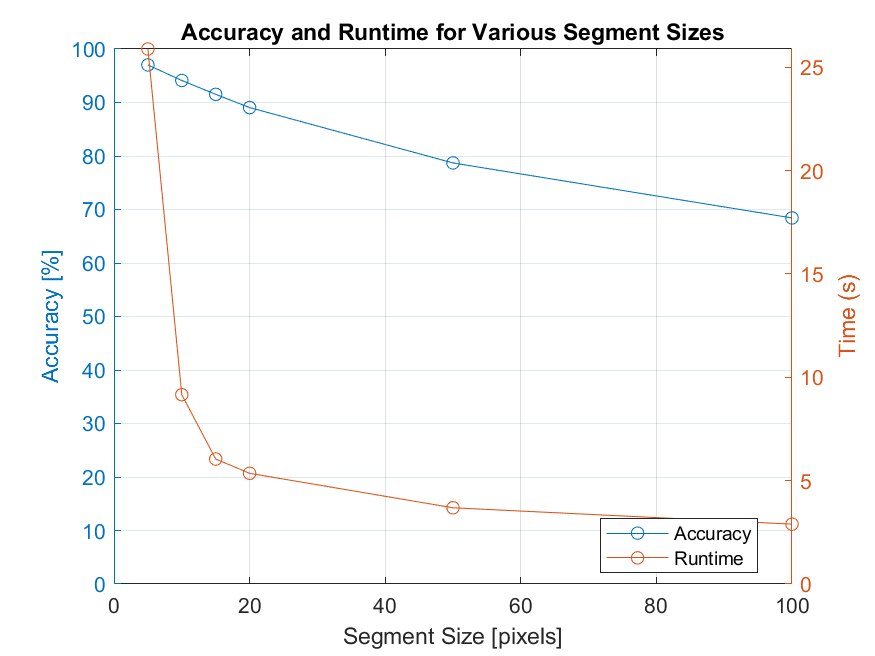 Accuracy and Runtime for Various Segment Sizes
100
90
80
70
60
50
40
30
20
10
0
Accuracy [%]
25
20
15
10
5
0
Time (s)
Accuracy
Runtime
0 20 40 60 80 100
Segment Size [pixels]